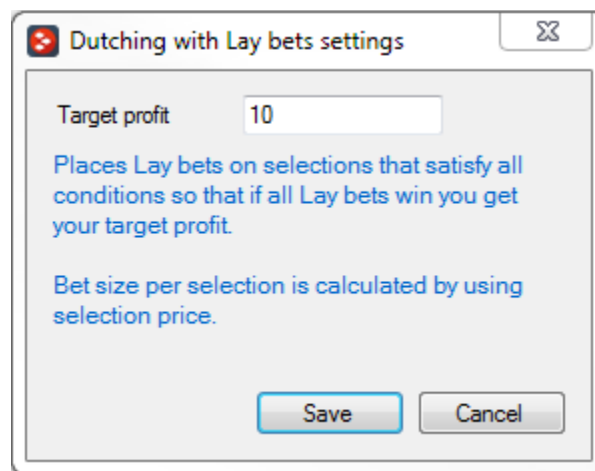 Dutching with Lay bets settings
Target profit 10
Places Lay bets on selections that satisfy all
conditions so that if all Lay bets win you get
your target profit.
Bet size per selection is calculated by using
selection price.
Save Cancel